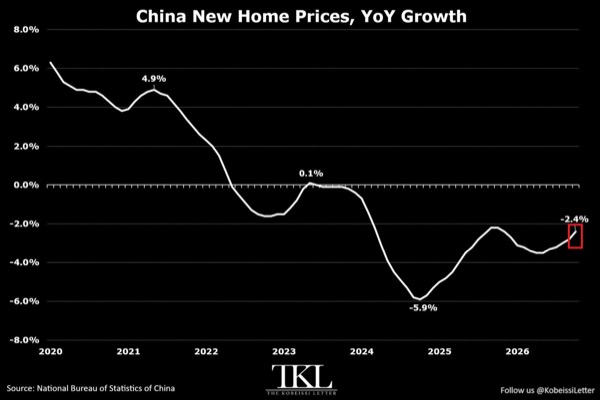 China New Home Prices, YoY Growth
8.0%
6.0%
4.0%
2.0%
0.0%
-2.0%
-4.0%
-6.0%
-8.0%
4.9%
0.1%
-5.9%
-2.4%
2020 2021 2022 2023 2024 2025 2026
Source: National Bureau of Statistics of China
TKL
THE KOBEISSI LETTER
Follow us @KobeissiLetter